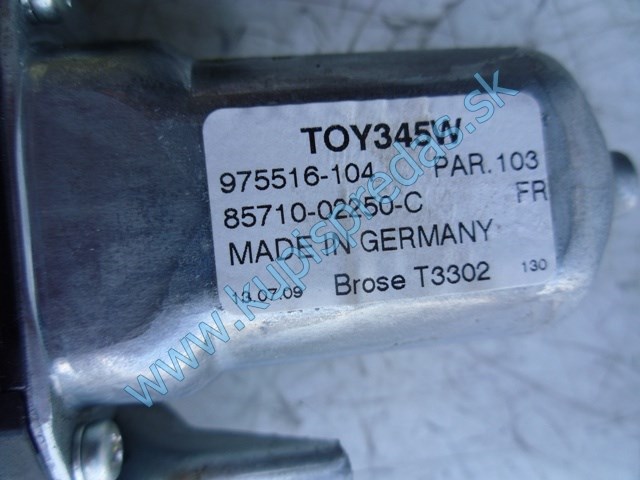 TOY345W
975516-104 PAR.103
85710-02250-C FR
MADE IN GERMANY
13.07.09 Brose T3302 130
www.kupispredas.sk